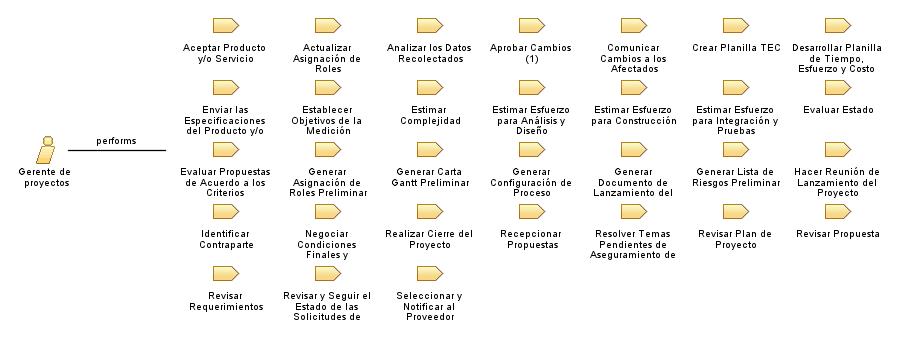 Aceptar Producto
y/o Servicio
Actualizar
Asignación de
Roles
Analizar los Datos
Recolectados
Aprobar Cambios
(1)
Comunicar
Cambios a los
Afectados
Crear Planilla TEC
Desarrollar Planilla
de Tiempo,
Esfuerzo y Costo
Enviar las
Especificaciones
del Producto y/o
Establecer
Objetivos de la
Medición
Estimar
Complejidad
Estimar Esfuerzo
para Análisis y
Diseño
Estimar Esfuerzo
para Construcción
Estimar Esfuerzo
para Integración y
Pruebas
Evaluar Estado
performs
Gerente de
proyectos
Evaluar Propuestas
de Acuerdo a los
Criterios
Generar
Asignación de
Roles Preliminar
Generar Carta
Gantt Preliminar
Generar
Configuración de
Proceso
Generar
Documento de
Lanzamiento del
Generar Lista de
Riesgos Preliminar
Hacer Reunión de
Lanzamiento del
Proyecto
Identificar
Contraparte
Negociar
Condiciones
Finales y
Realizar Cierre del
Proyecto
Recepcionar
Propuestas
Resolver Temas
Pendientes de
Aseguramiento de
Revisar Plan de
Proyecto
Revisar Propuesta
Revisar
Requerimientos
Revisar y Seguir el
Estado de las
Solicitudes de
Seleccionar y
Notificar al
Proveedor